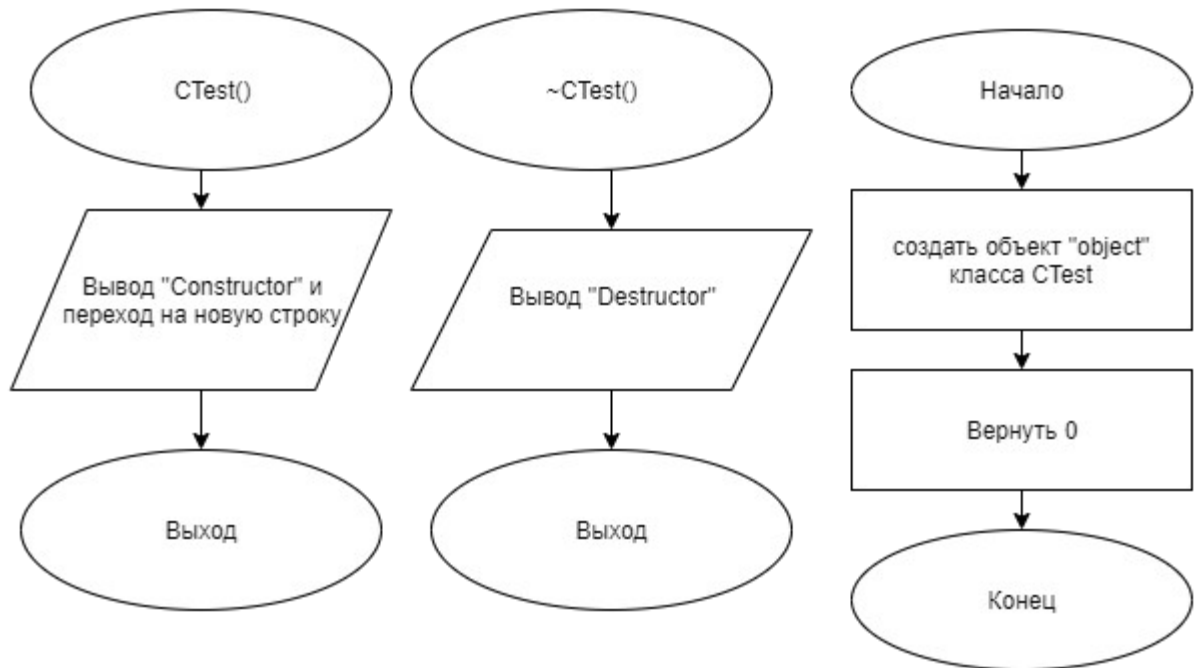 CTest()
Вывод "Constructor" и
переход на новую строку
Выход
~CTest()
Вывод "Destructor"
Выход
Начало
создать объект "object"
класса CTest
Вернуть 0
Конец